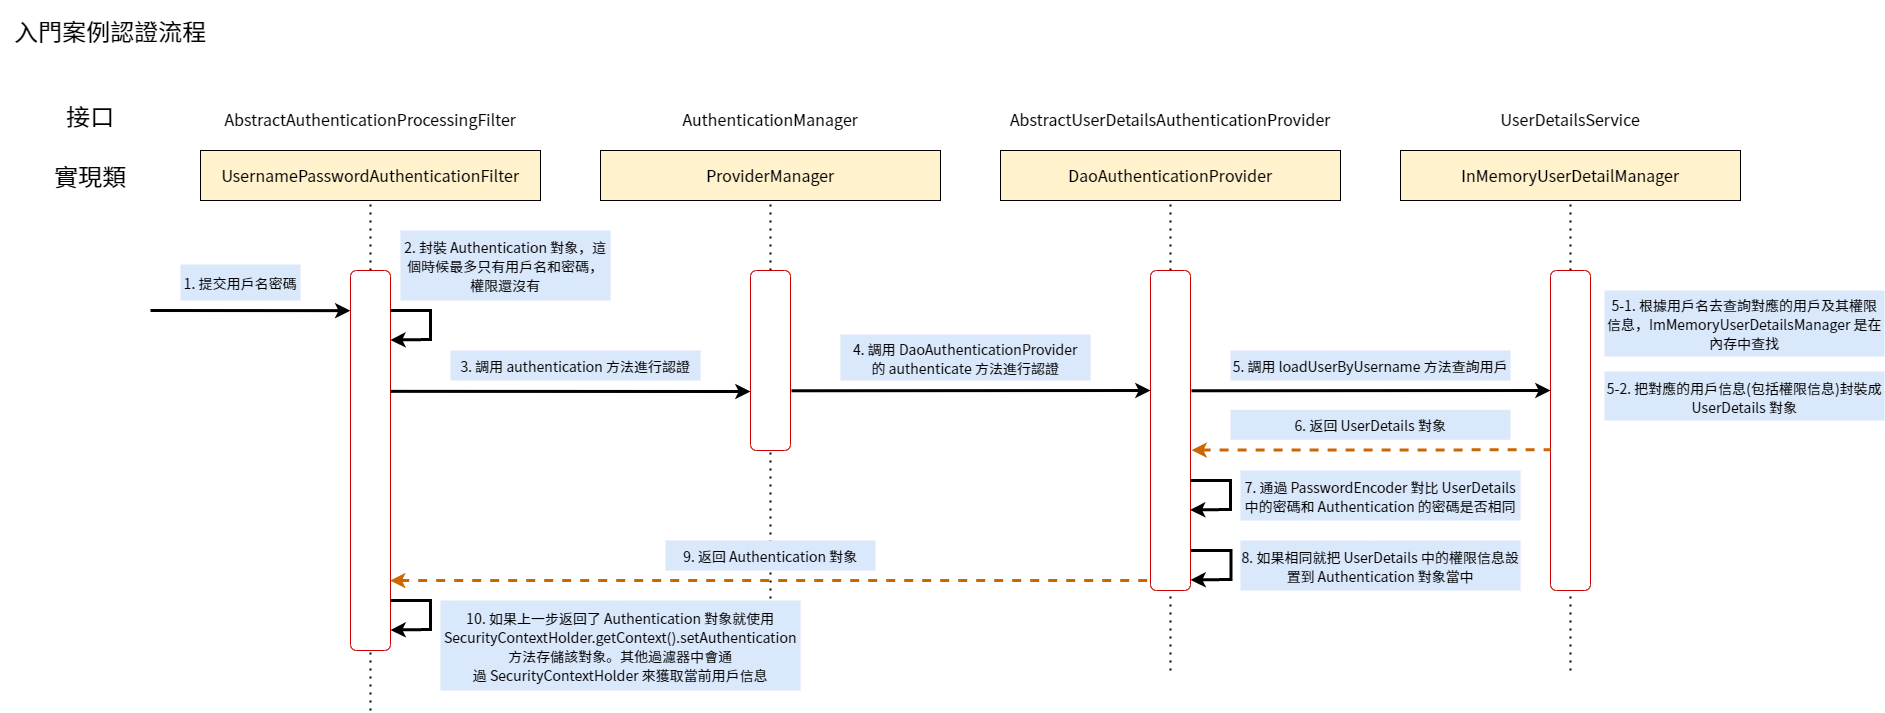 入門案例認證流程
接口
AbstractAuthenticationProcessingFilter
AuthenticationManager
AbstractUserDetailsAuthenticationProvider
UserDetailsService
實現類
UsernamePasswordAuthenticationFilter
ProviderManager
DaoAuthenticationProvider
InMemoryUserDetailManager
1. 提交用戶名密碼
2. 封裝 Authentication 對象，這
個時候最多只有用戶名和密碼，
權限還沒有
3. 調用 authentication 方法進行認證
4. 調用 DaoAuthenticationProvider
的 authenticate 方法進行認證
5. 調用 loadUserByUsername 方法查詢用戶
5-1. 根據用戶名去查詢對應的用戶及其權限
信息，ImMemoryUserDetailsManager 是在
內存中查找
5-2. 把對應的用戶信息(包括權限信息)封裝成
UserDetails 對象
6. 返回 UserDetails 對象
7. 通過 PasswordEncoder 對比 UserDetails
中的密碼和 Authentication 的密碼是否相同
8. 如果相同就把 UserDetails 中的權限信息設
置到 Authentication 對象當中
9. 返回 Authentication 對象
10. 如果上一步返回了 Authentication 對象就使用
SecurityContextHolder.getContext().setAuthentication
方法存儲該對象。其他過濾器中會通
過 SecurityContextHolder 來獲取當前用戶信息